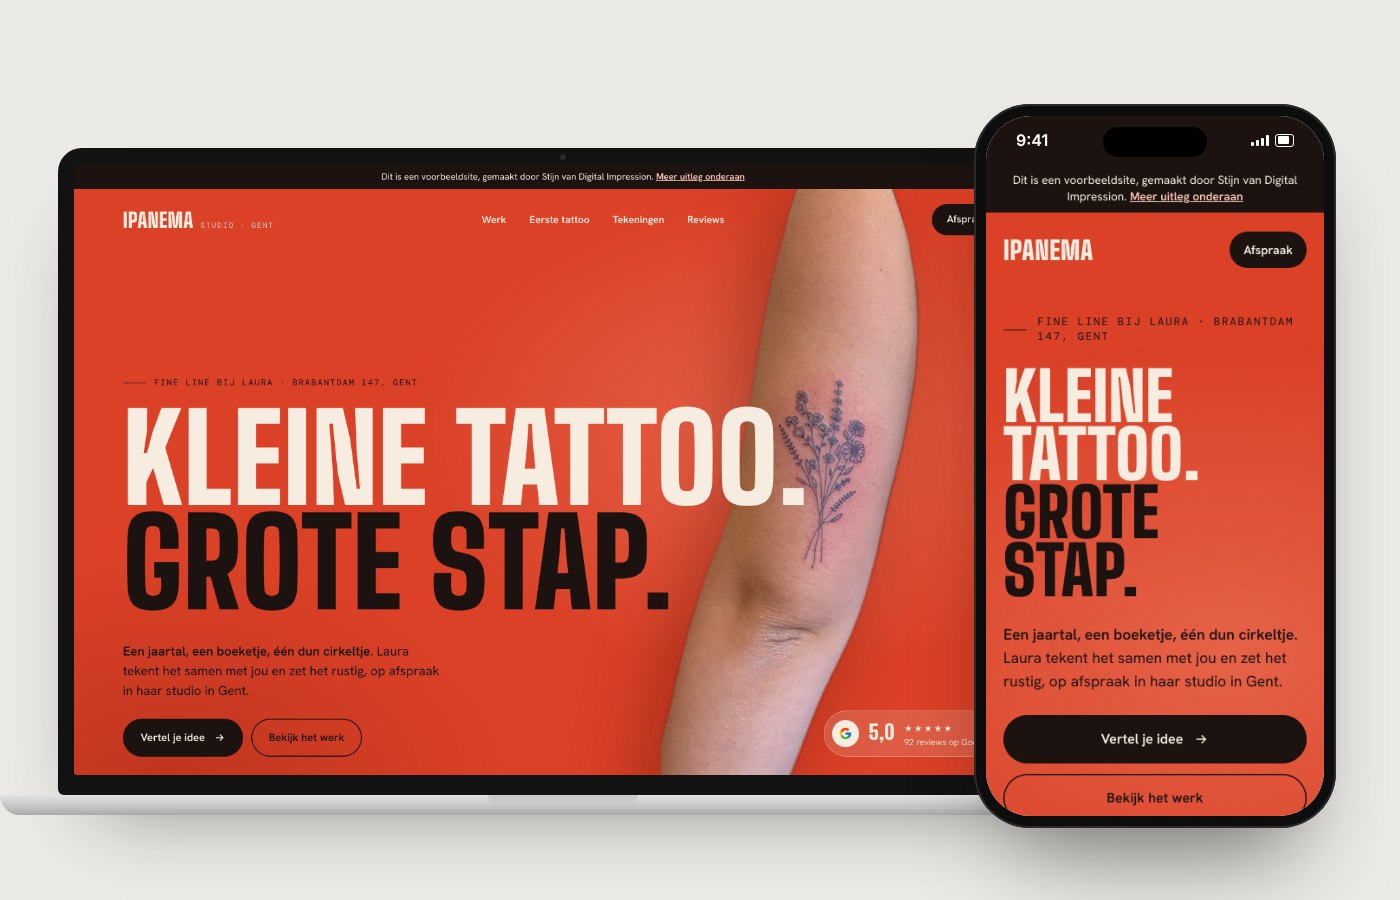 Dit is een voorbeeldsite, gemaakt door Stijn van Digital Impression. Meer uitleg onderaan
IPANEMA STUDIO · GENT
Werk Eerste tattoo Tekeningen Reviews
FINE LINE BIJ LAURA · BRABANTDAM 147, GENT
KLEINE TATTOO.
GROTE STAP.
Een jaartal, een boeketje, één dun cirkeltje. Laura
tekent het samen met jou en zet het rustig, op afspraak
in haar studio in Gent.
Vertel je idee → Bekijk het werk
5,0 ★★★★★
92 reviews op
9:41
Dit is een voorbeeldsite, gemaakt door Stijn van Digital
Impression. Meer uitleg onderaan
IPANEMA Afspraak
FINE LINE BIJ LAURA · BRABANTDAM
147, GENT
KLEINE
TATTOO.
GROTE
STAP.
Een jaartal, een boeketje, één dun cirkeltje.
Laura tekent het samen met jou en zet het
rustig, op afspraak in haar studio in Gent.
Vertel je idee →
Bekijk het werk